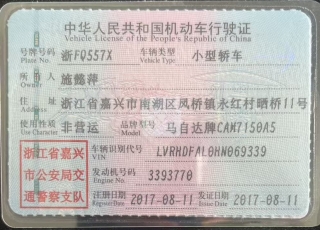 中华人民共和国机动车行驶证
Vehicle License of the People's Republic of China
号牌号码 浙FQ557X 车辆类型 小型轿车
Plate No. Vehicle Type
所有人 施懿萍
Owner
住址 浙江省嘉兴市南湖区凤桥镇永红村晒桥11号
Address
使用性质 非营运 品牌型号 马自达牌CAM7150A5
Use Character Model
浙江省嘉兴市公安局交通警察支队
车辆识别代号 LVRHDFAL0HN069339
VIN
发动机号码 3393770
Engine No.
注册日期 2017-08-11 发证日期 2017-08-11
Register Date Issue Date